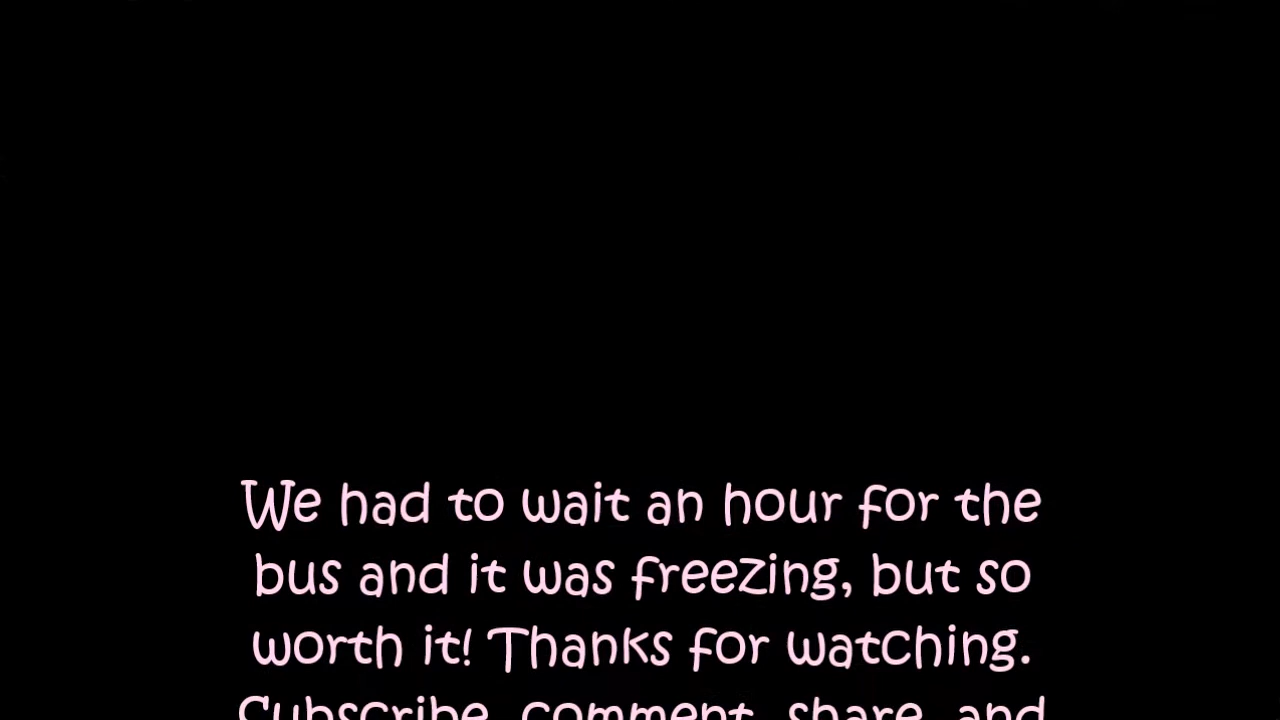 We had to wait an hour for the
bus and it was freezing, but so
worth it! Thanks for watching.
Subscribe, comment, share, and